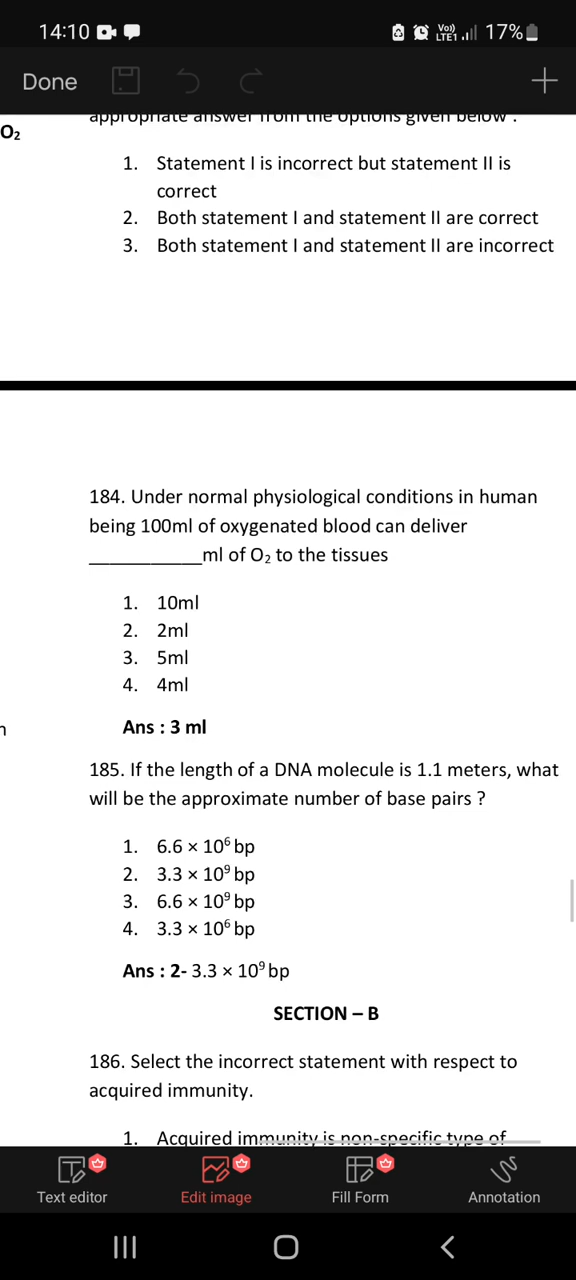 14:10
Vo))
LTE1
17%
Done
appropriate answer from the options given below :
O₂
1. Statement I is incorrect but statement II is
correct
2. Both statement I and statement II are correct
3. Both statement I and statement II are incorrect
184. Under normal physiological conditions in human
being 100ml of oxygenated blood can deliver
___________ml of O₂ to the tissues
1. 10ml
2. 2ml
3. 5ml
4. 4ml
n
Ans : 3 ml
185. If the length of a DNA molecule is 1.1 meters, what
will be the approximate number of base pairs ?
1. 6.6 × 10⁶ bp
2. 3.3 × 10⁹ bp
3. 6.6 × 10⁹ bp
4. 3.3 × 10⁶ bp
Ans : 2- 3.3 × 10⁹ bp
SECTION – B
186. Select the incorrect statement with respect to
acquired immunity.
1. Acquired immunity is non-specific type of
Text editor
Edit image
Fill Form
Annotation